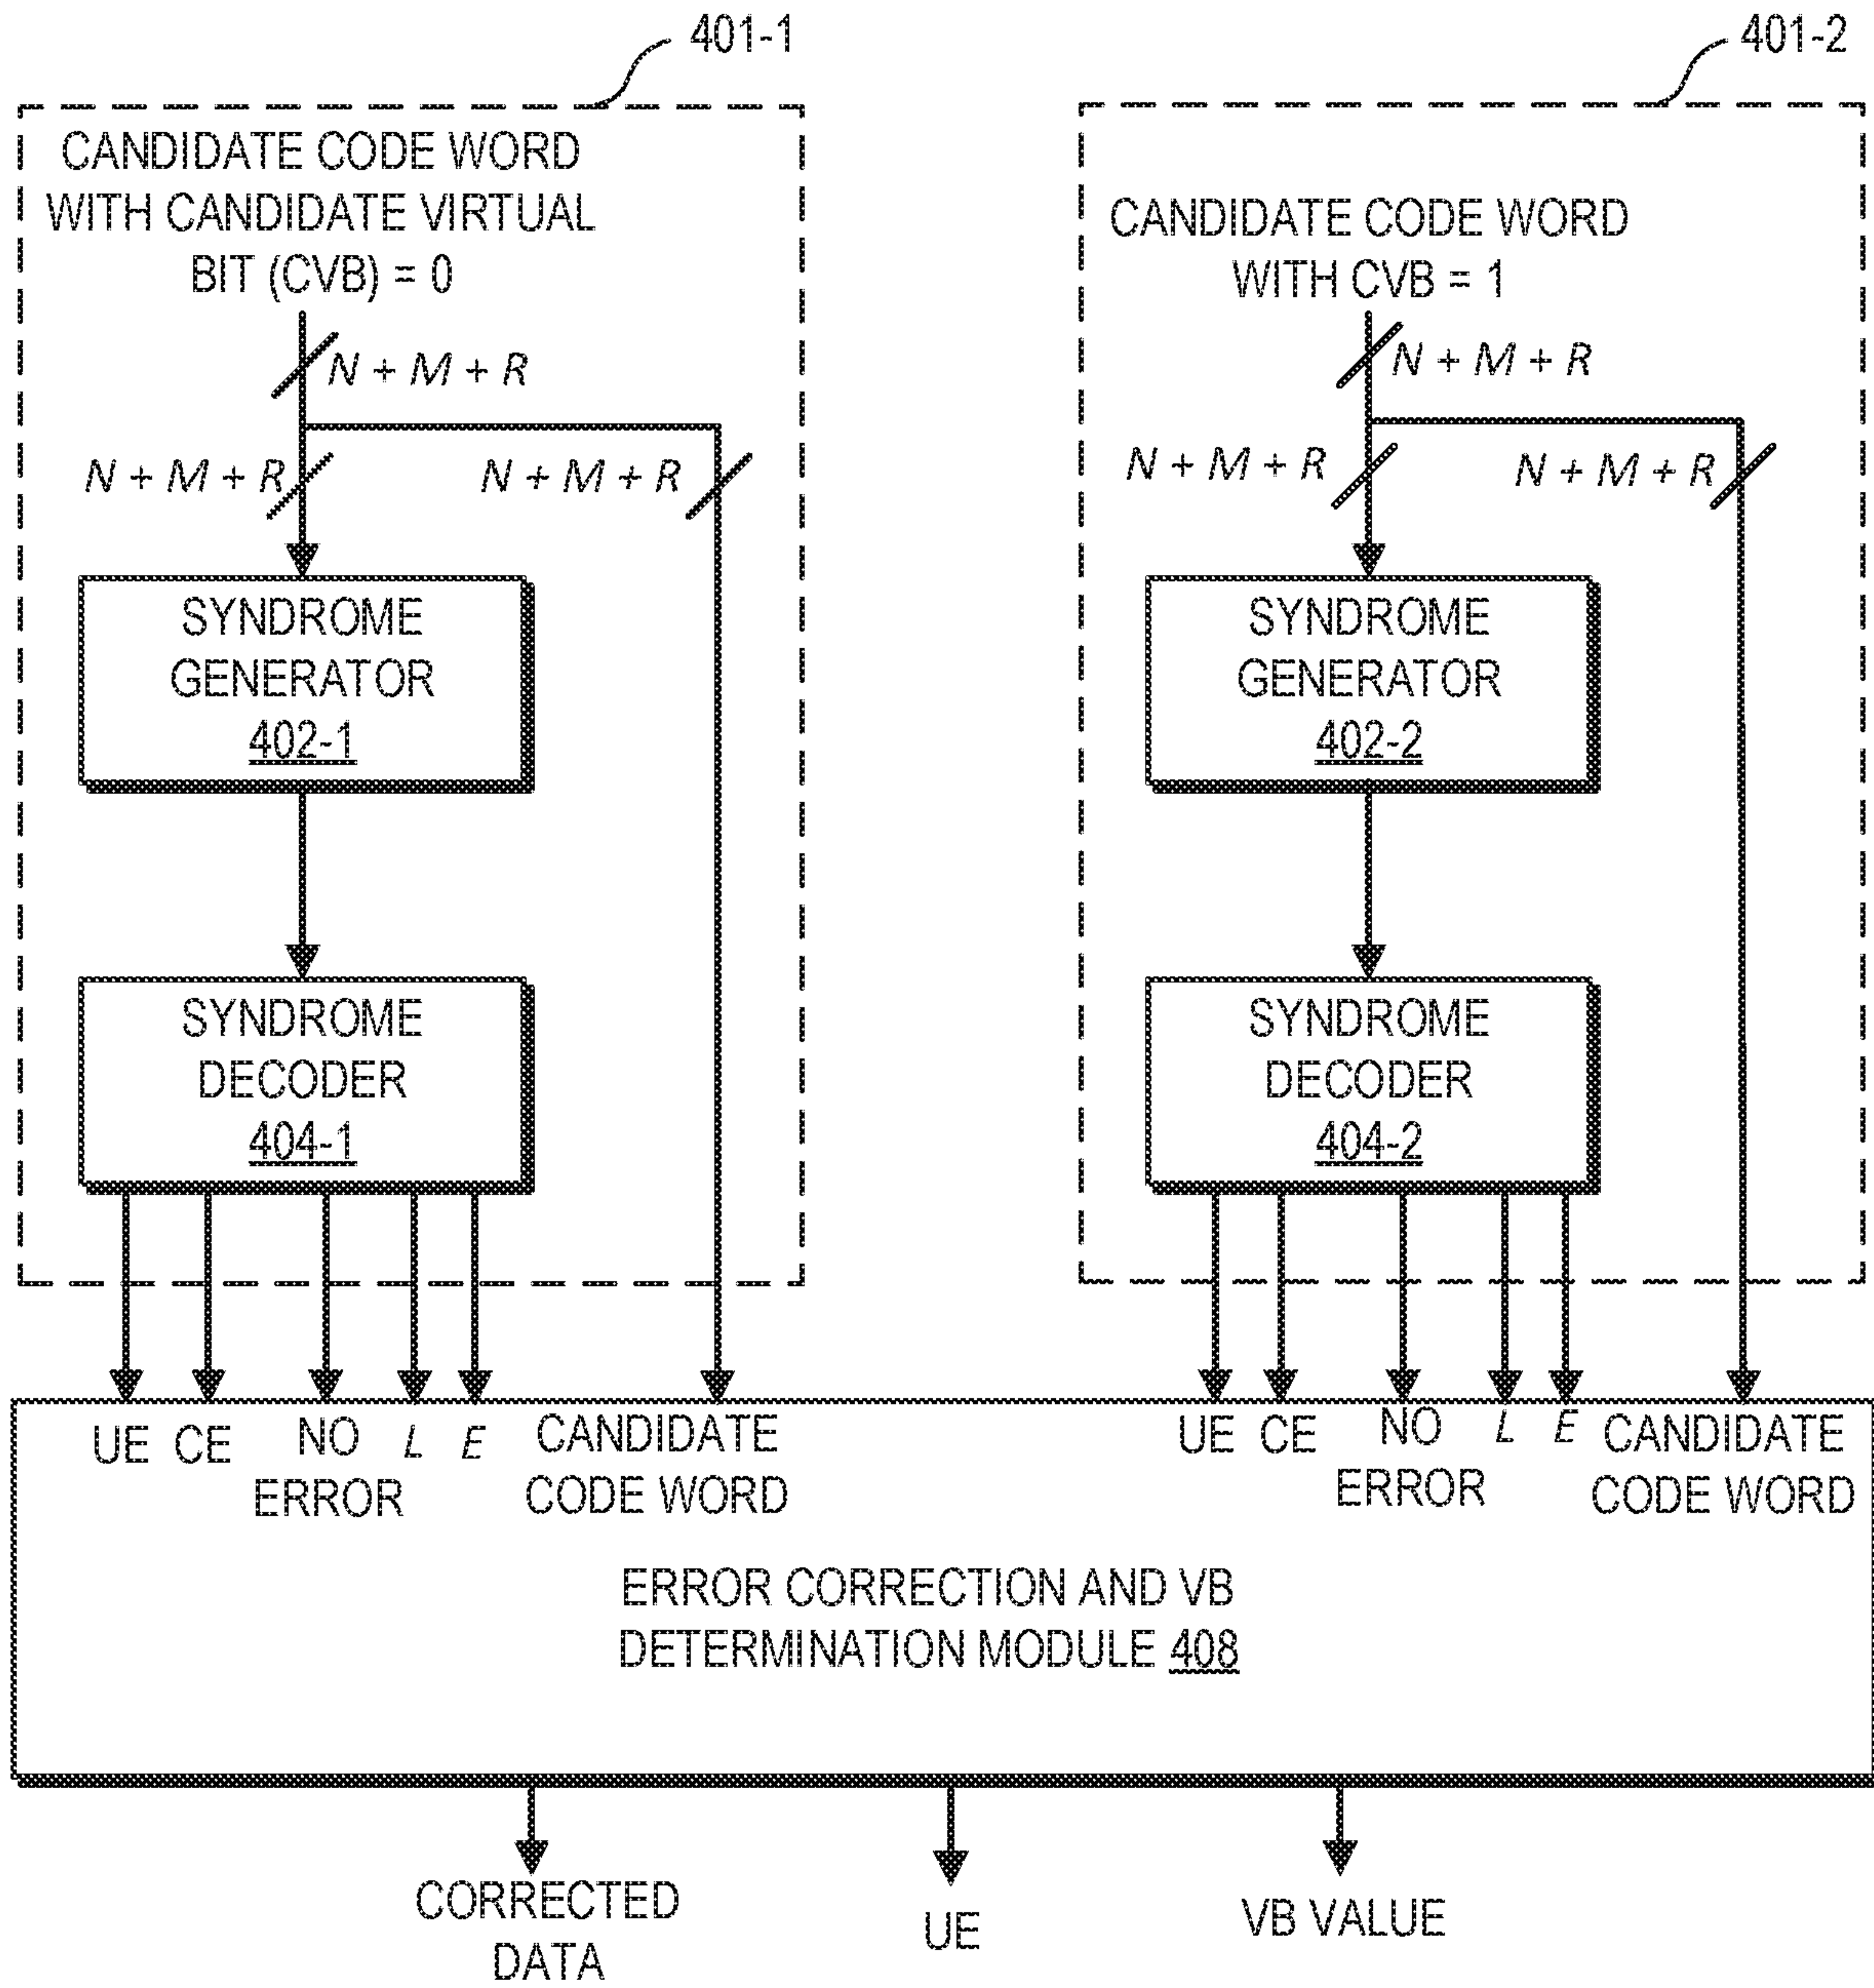 401-1
401-2
CANDIDATE CODE WORD
WITH CANDIDATE VIRTUAL
BIT (CVB) = 0
CANDIDATE CODE WORD
WITH CVB = 1
N + M + R
N + M + R
N + M + R
N + M + R
N + M + R
N + M + R
SYNDROME
GENERATOR
402-1
SYNDROME
GENERATOR
402-2
SYNDROME
DECODER
404-1
SYNDROME
DECODER
404-2
UE CE NO ERROR L E CANDIDATE CODE WORD
UE CE NO ERROR L E CANDIDATE CODE WORD
ERROR CORRECTION AND VB
DETERMINATION MODULE 408
CORRECTED
DATA
UE
VB VALUE